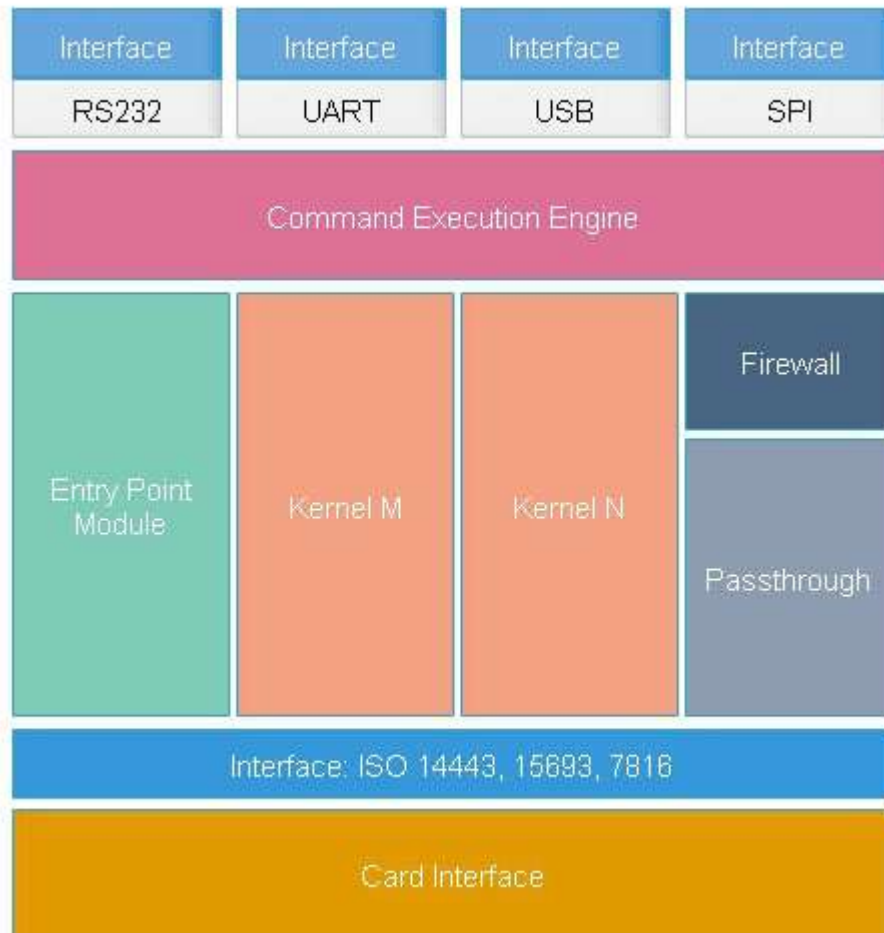 Interface
Interface
Interface
Interface
RS232
UART
USB
SPI
Command Execution Engine
Firewall
Entry Point
Module
Kernel M
Kernel N
Passthrough
Interface: ISO 14443, 15693, 7816
Card Interface